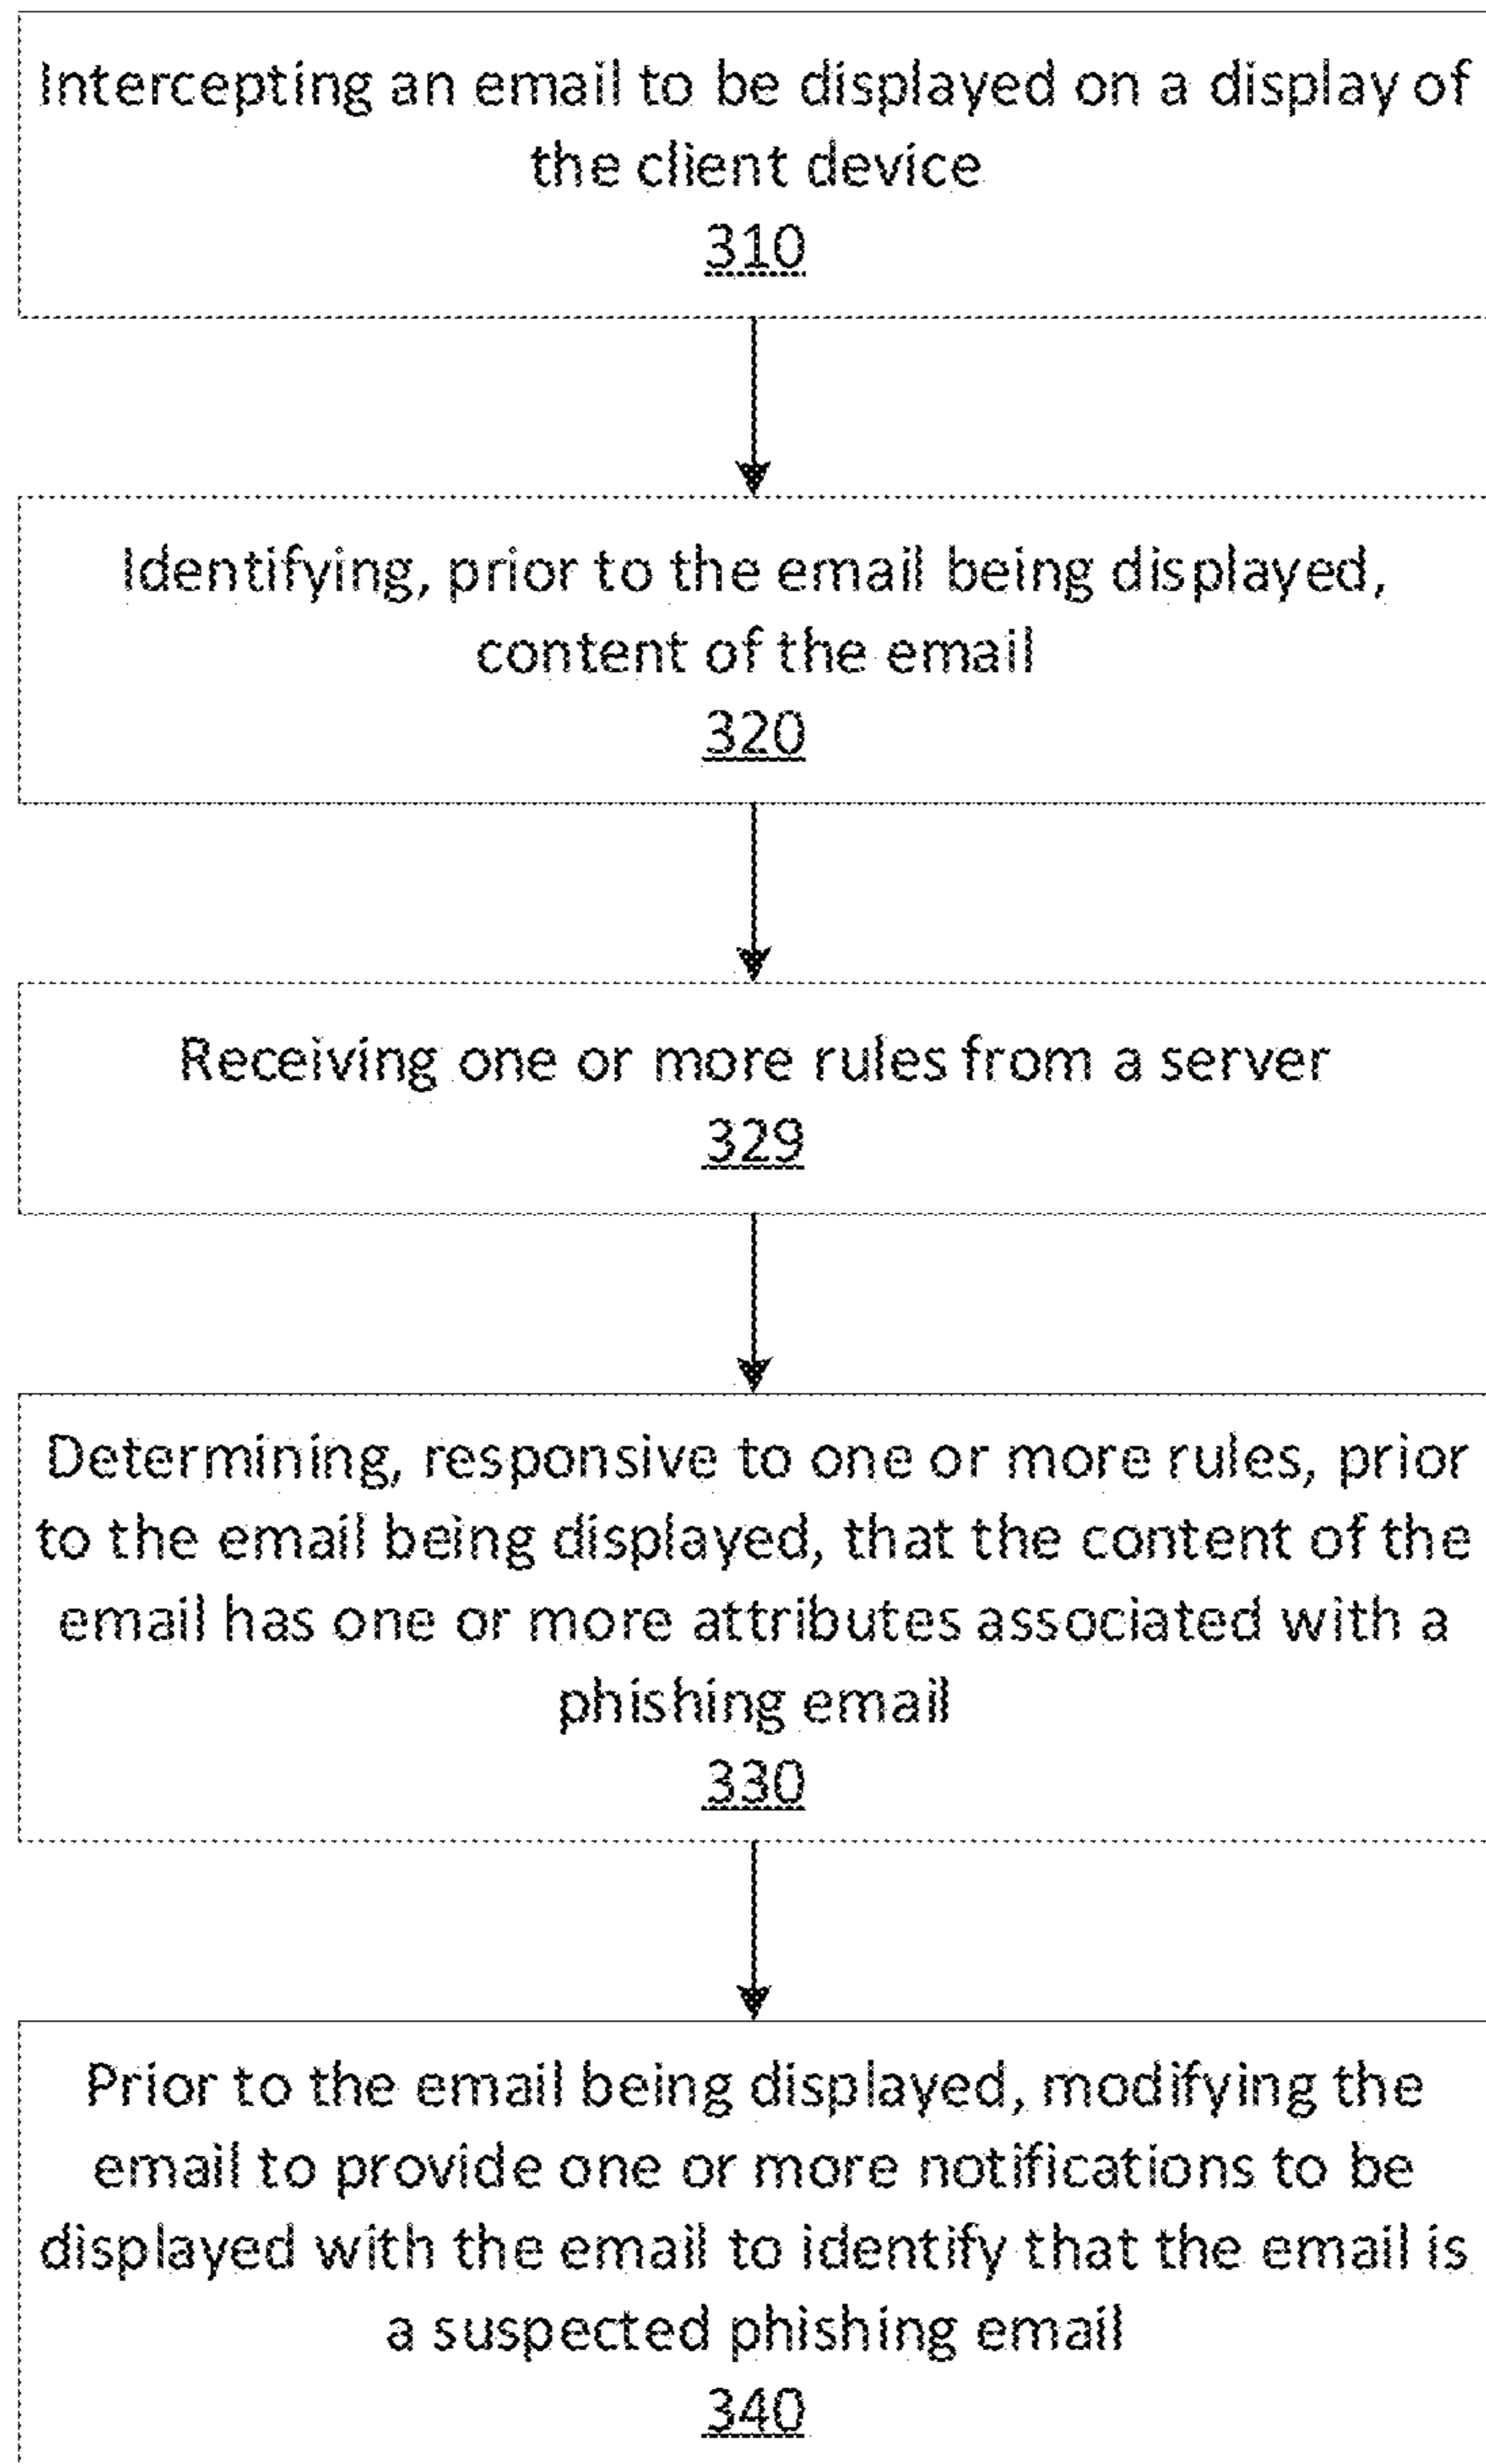 Intercepting an email to be displayed on a display of
the client device
310
Identifying, prior to the email being displayed,
content of the email
320
Receiving one or more rules from a server
329
Determining, responsive to one or more rules, prior
to the email being displayed, that the content of the
email has one or more attributes associated with a
phishing email
330
Prior to the email being displayed, modifying the
email to provide one or more notifications to be
displayed with the email to identify that the email is
a suspected phishing email
340